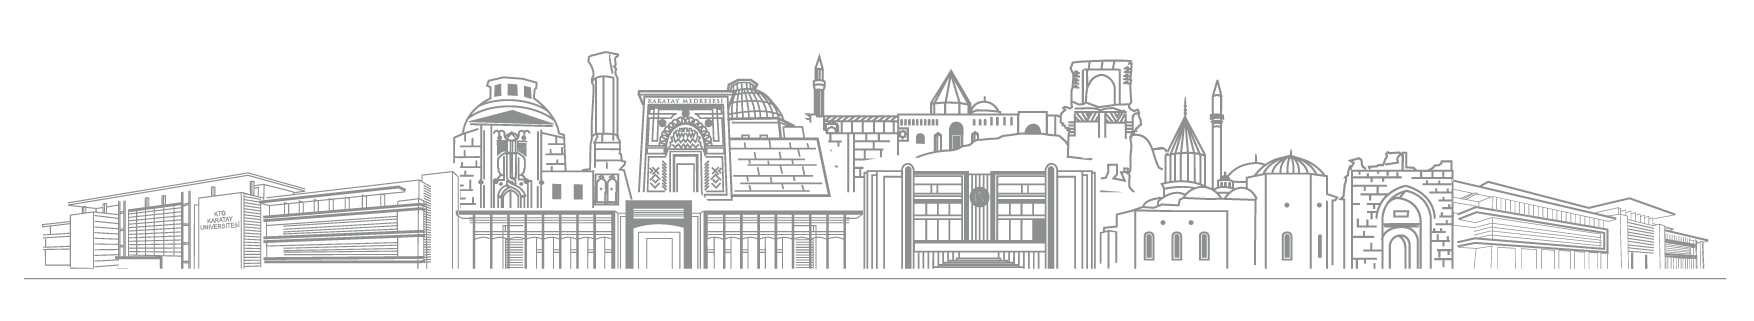 KTO
KARATAY
ÜNİVERSİTESİ
KARATAY MEDRESESİ